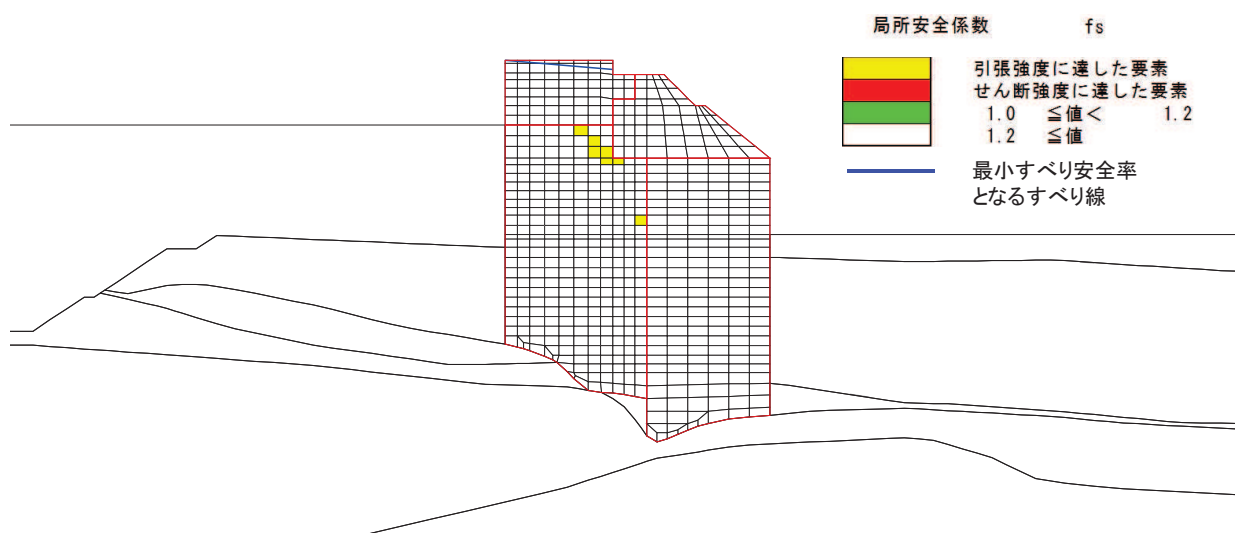 局所安全係数 fs
引張強度に達した要素
せん断強度に達した要素
1.0 ≦値< 1.2
1.2 ≦値
最小すべり安全率
となるすべり線